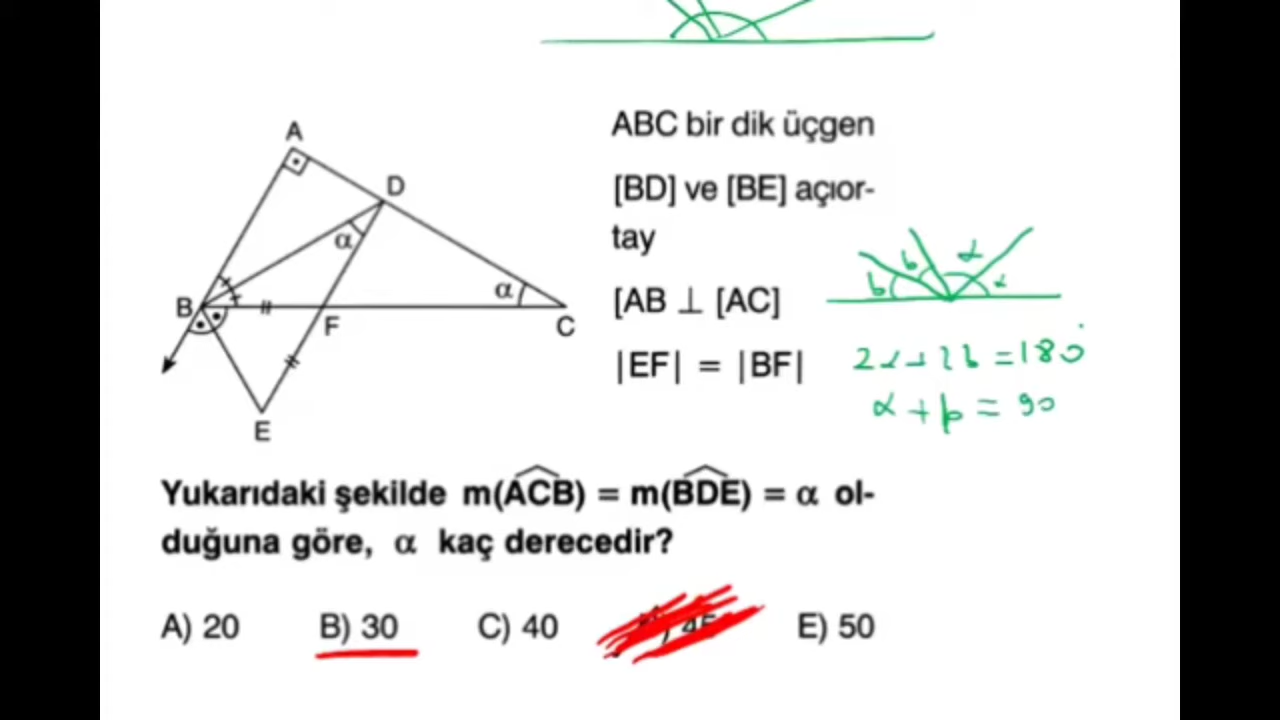 ABC bir dik üçgen
[BD] ve [BE] açıor-
tay
[AB ⊥ [AC]
|EF| = |BF|
A
D
α
α
B
F
C
E
b
b
α
α
2α+2b=180°
α+b=90
Yukarıdaki şekilde m(ACB) = m(BDE) = α ol-
duğuna göre, α kaç derecedir?
A) 20 B) 30 C) 40 E) 50